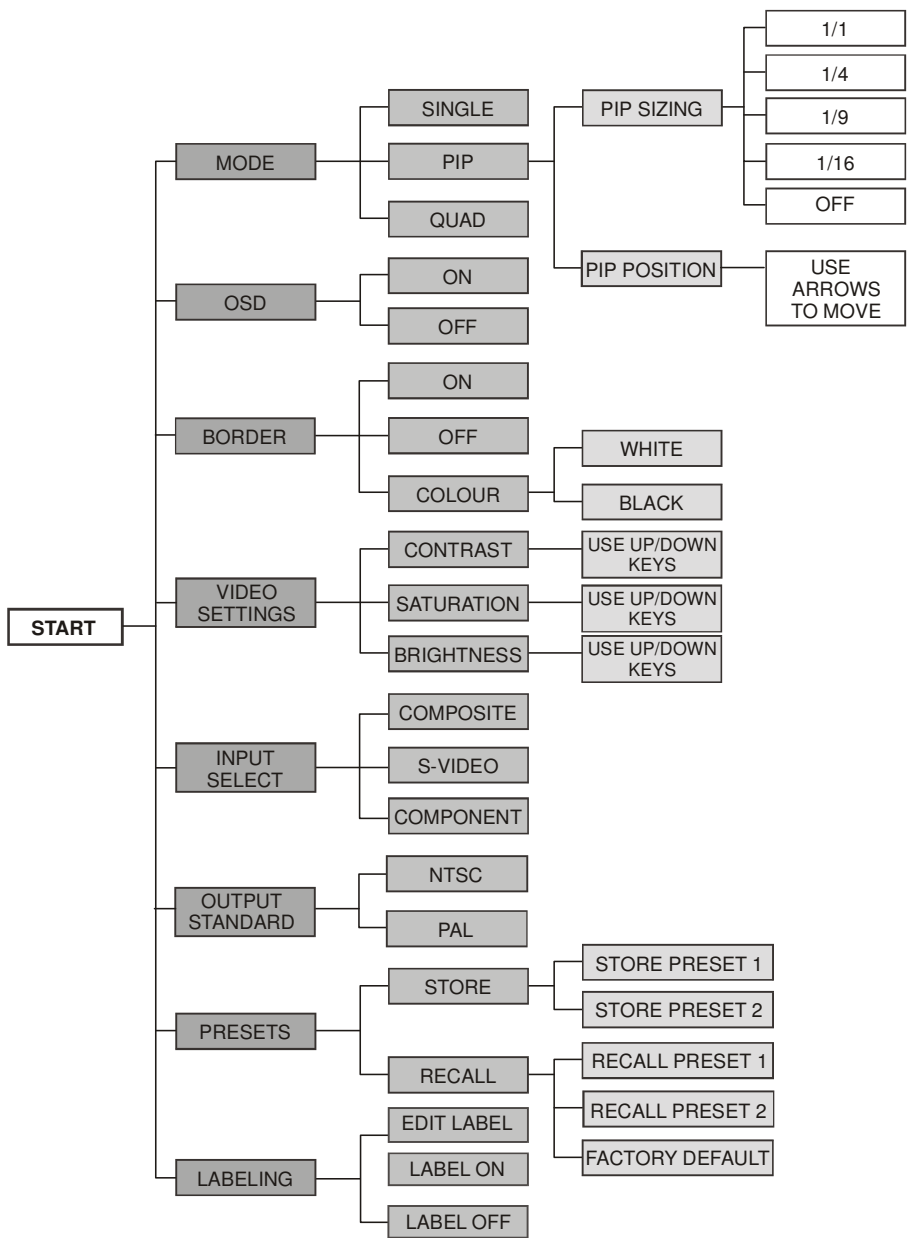 START
MODE
SINGLE
PIP
PIP SIZING
1/1
1/4
1/9
1/16
OFF
PIP POSITION
USE
ARROWS
TO MOVE
QUAD
OSD
ON
OFF
BORDER
ON
OFF
COLOUR
WHITE
BLACK
VIDEO
SETTINGS
CONTRAST
USE UP/DOWN
KEYS
SATURATION
USE UP/DOWN
KEYS
BRIGHTNESS
USE UP/DOWN
KEYS
INPUT
SELECT
COMPOSITE
S-VIDEO
COMPONENT
OUTPUT
STANDARD
NTSC
PAL
PRESETS
STORE
STORE PRESET 1
STORE PRESET 2
RECALL
RECALL PRESET 1
RECALL PRESET 2
FACTORY DEFAULT
LABELING
EDIT LABEL
LABEL ON
LABEL OFF